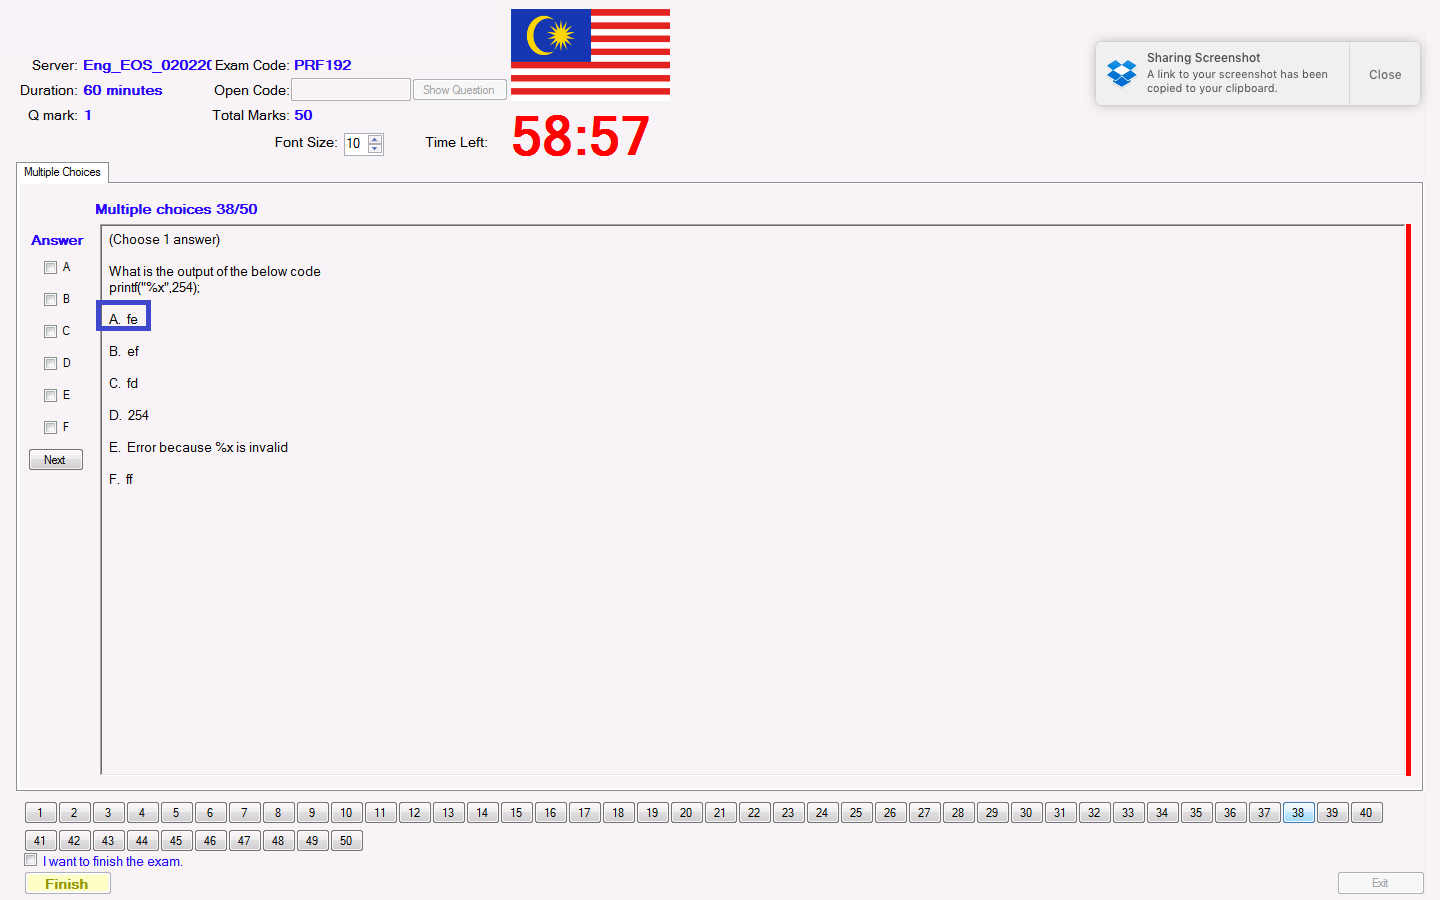 Server: Eng_EOS_020220 Exam Code: PRF192
Duration: 60 minutes Open Code: Show Question
Q mark: 1 Total Marks: 50
Font Size: 10 Time Left: 58:57
Sharing Screenshot
A link to your screenshot has been
copied to your clipboard.
Close
Multiple Choices
Multiple choices 38/50
Answer
A
B
C
D
E
F
Next
(Choose 1 answer)
What is the output of the below code
printf("%x",254);
A. fe
B. ef
C. fd
D. 254
E. Error because %x is invalid
F. ff
1 2 3 4 5 6 7 8 9 10 11 12 13 14 15 16 17 18 19 20 21 22 23 24 25 26 27 28 29 30 31 32 33 34 35 36 37 38 39 40
41 42 43 44 45 46 47 48 49 50
I want to finish the exam.
Finish
Exit